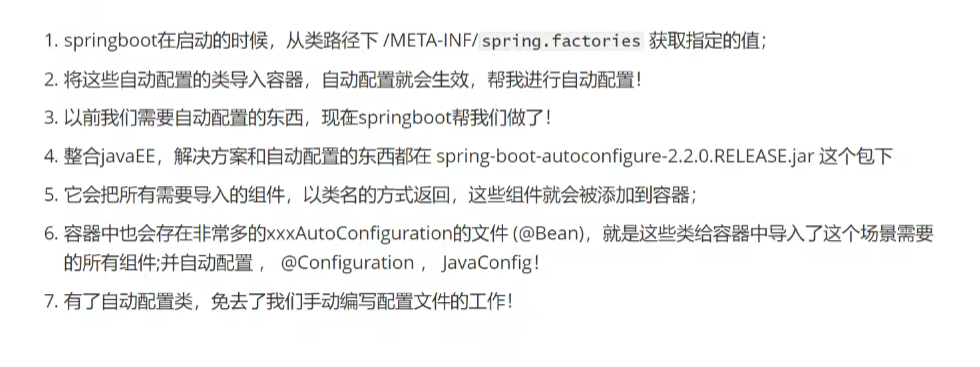 1. springboot在启动的时候，从类路径下 /META-INF/spring.factories 获取指定的值；
2. 将这些自动配置的类导入容器，自动配置就会生效，帮我进行自动配置！
3. 以前我们需要自动配置的东西，现在springboot帮我们做了！
4. 整合javaEE，解决方案和自动配置的东西都在 spring-boot-autoconfigure-2.2.0.RELEASE.jar 这个包下
5. 它会把所有需要导入的组件，以类名的方式返回，这些组件就会被添加到容器；
6. 容器中也会存在非常多的xxxAutoConfiguration的文件 (@Bean)，就是这些类给容器中导入了这个场景需要
的所有组件;并自动配置 ， @Configuration ， JavaConfig！
7. 有了自动配置类，免去了我们手动编写配置文件的工作！